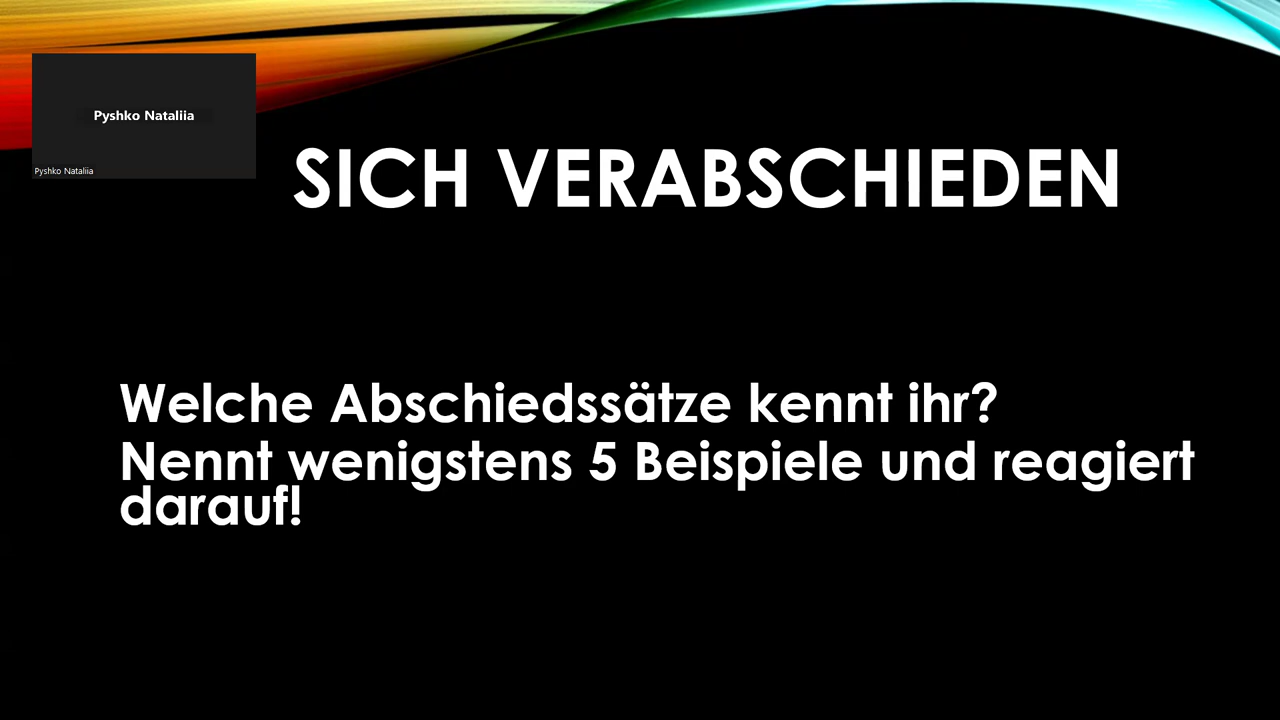 Pyshko Nataliia
Pyshko Nataliia
SICH VERABSCHIEDEN
Welche Abschiedssätze kennt ihr?
Nennt wenigstens 5 Beispiele und reagiert
darauf!